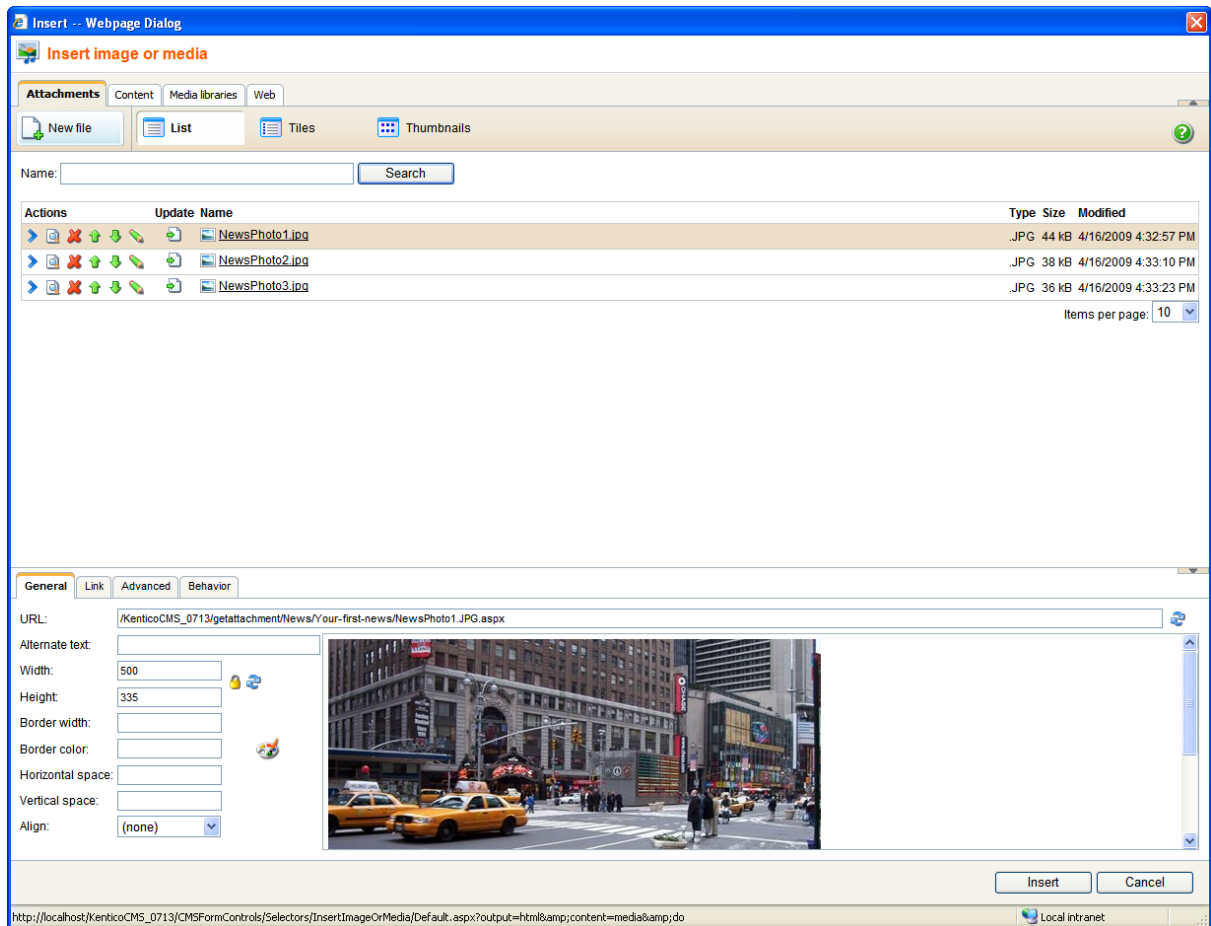 Insert -- Webpage Dialog
Insert image or media
Attachments Content Media libraries Web
New file List Tiles Thumbnails
Name: Search
Actions Update Name Type Size Modified
NewsPhoto1.jpg .JPG 44 kB 4/16/2009 4:32:57 PM
NewsPhoto2.jpg .JPG 38 kB 4/16/2009 4:33:10 PM
NewsPhoto3.jpg .JPG 36 kB 4/16/2009 4:33:23 PM
Items per page: 10
General Link Advanced Behavior
URL: /KenticoCMS_0713/getattachment/News/Your-first-news/NewsPhoto1.JPG.aspx
Alternate text:
Width: 500
Height: 335
Border width:
Border color:
Horizontal space:
Vertical space:
Align: (none)
CHASE
Insert Cancel
http://localhost/KenticoCMS_0713/CMSFormControls/Selectors/InsertImageOrMedia/Default.aspx?output=html&amp;content=media&amp;do Local intranet